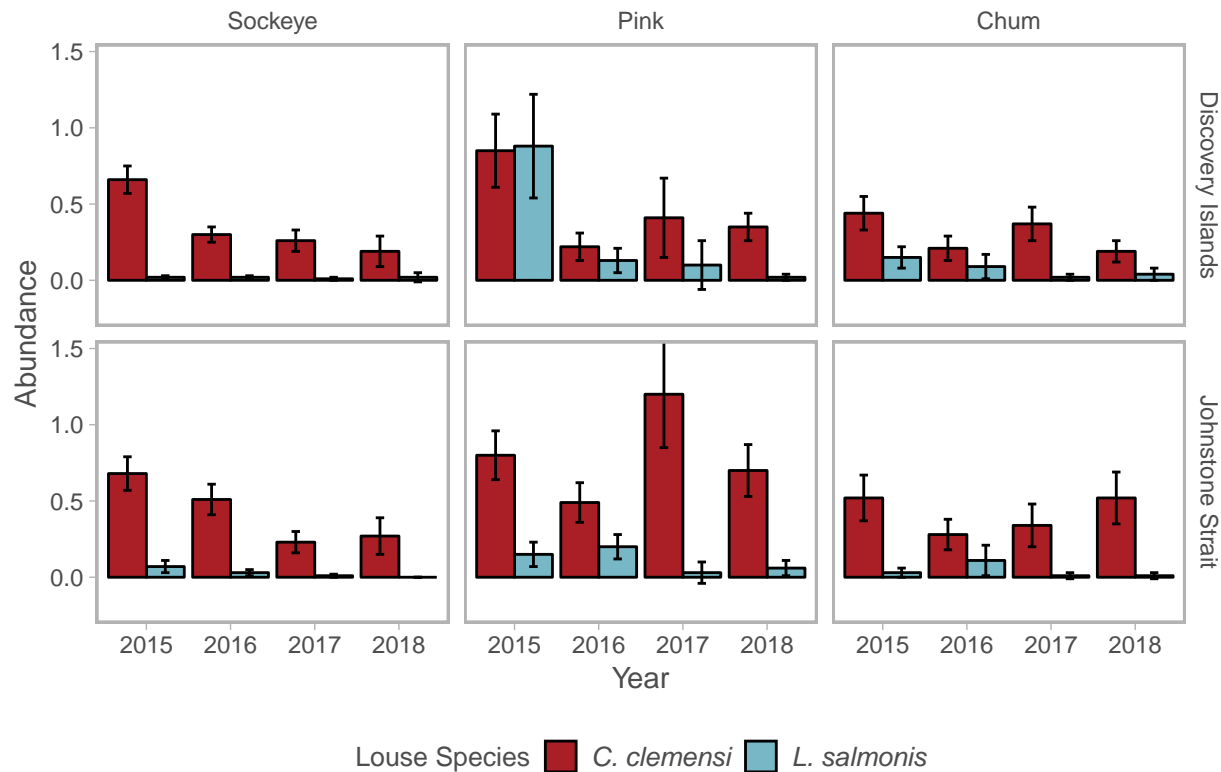 Sockeye Pink Chum
1.5
1.0
0.5
0.0
Discovery Islands
1.5
1.0
0.5
0.0
Johnstone Strait
Abundance
2015 2016 2017 2018 2015 2016 2017 2018 2015 2016 2017 2018
Year
Louse Species C. clemensi L. salmonis